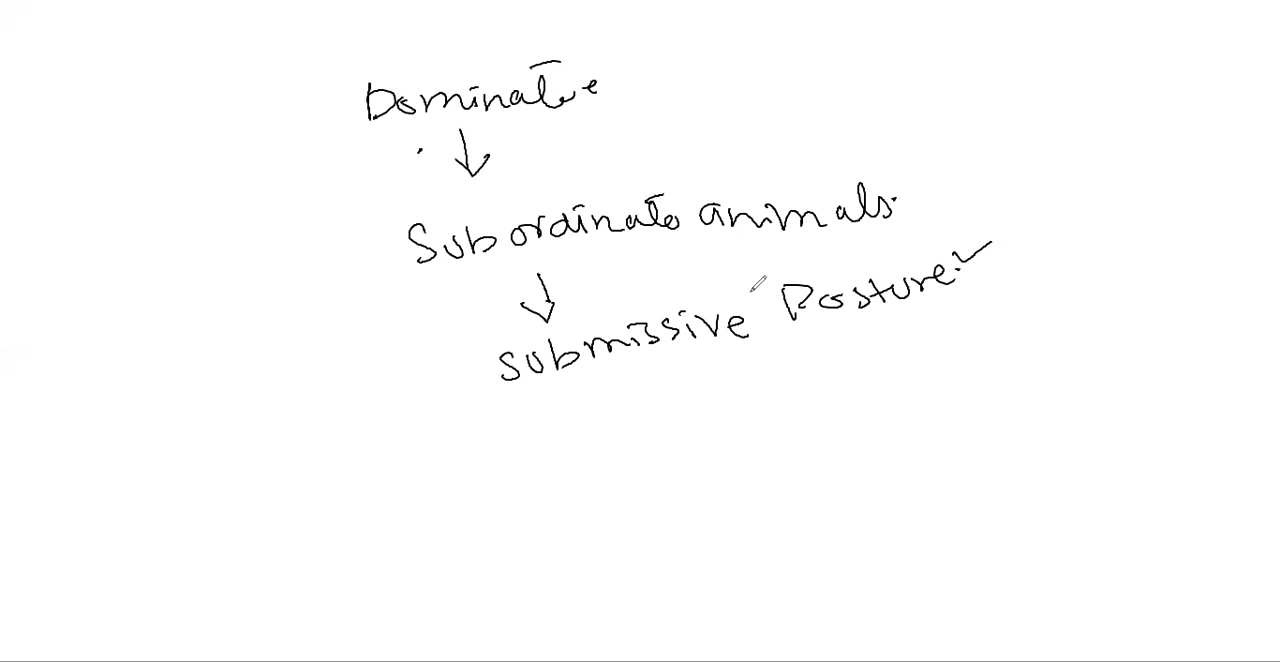 Dominate
↓
Subordinate animals.
↓
Submissive Posture.